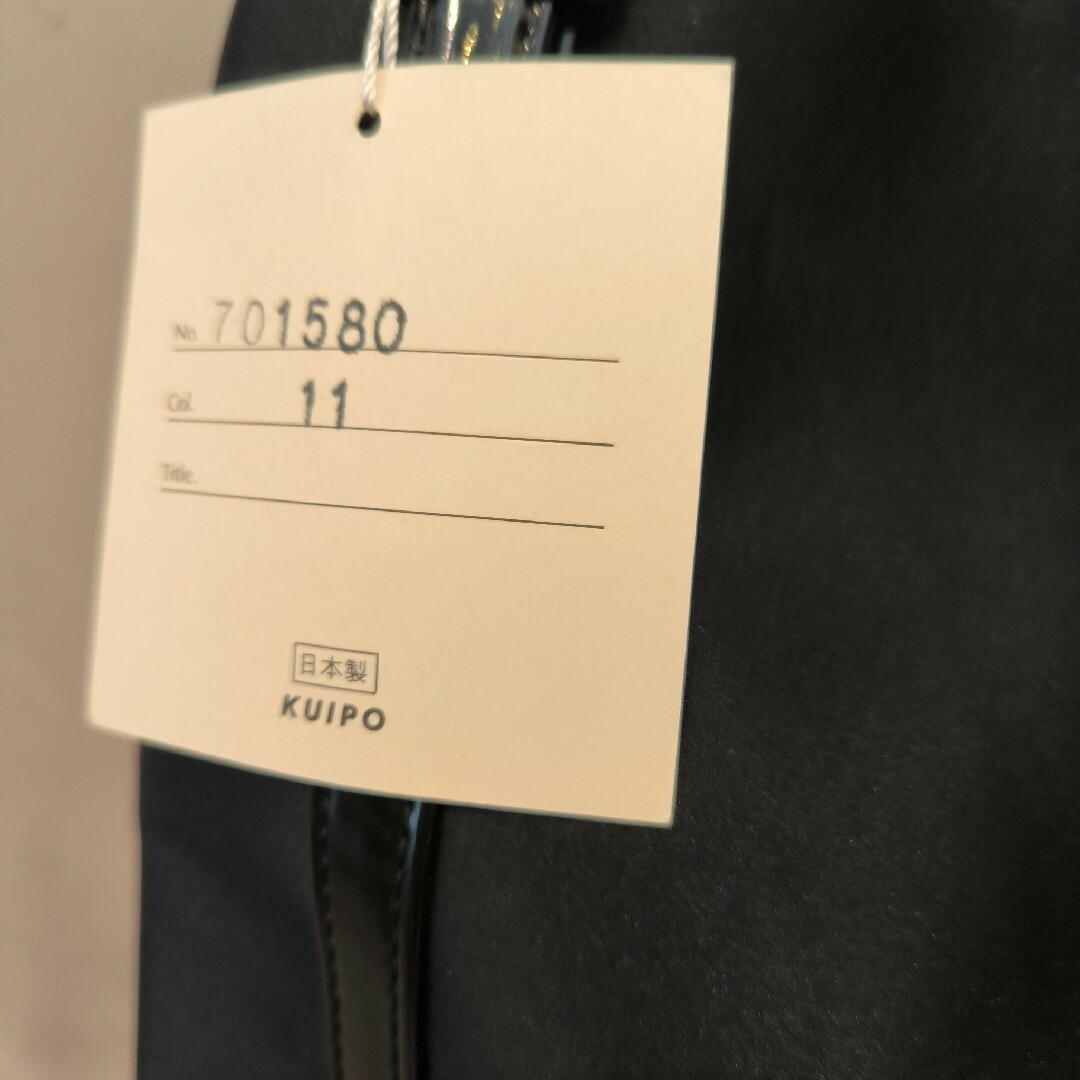 No. 701580
Col. 11
Title.
日本製
KUIPO